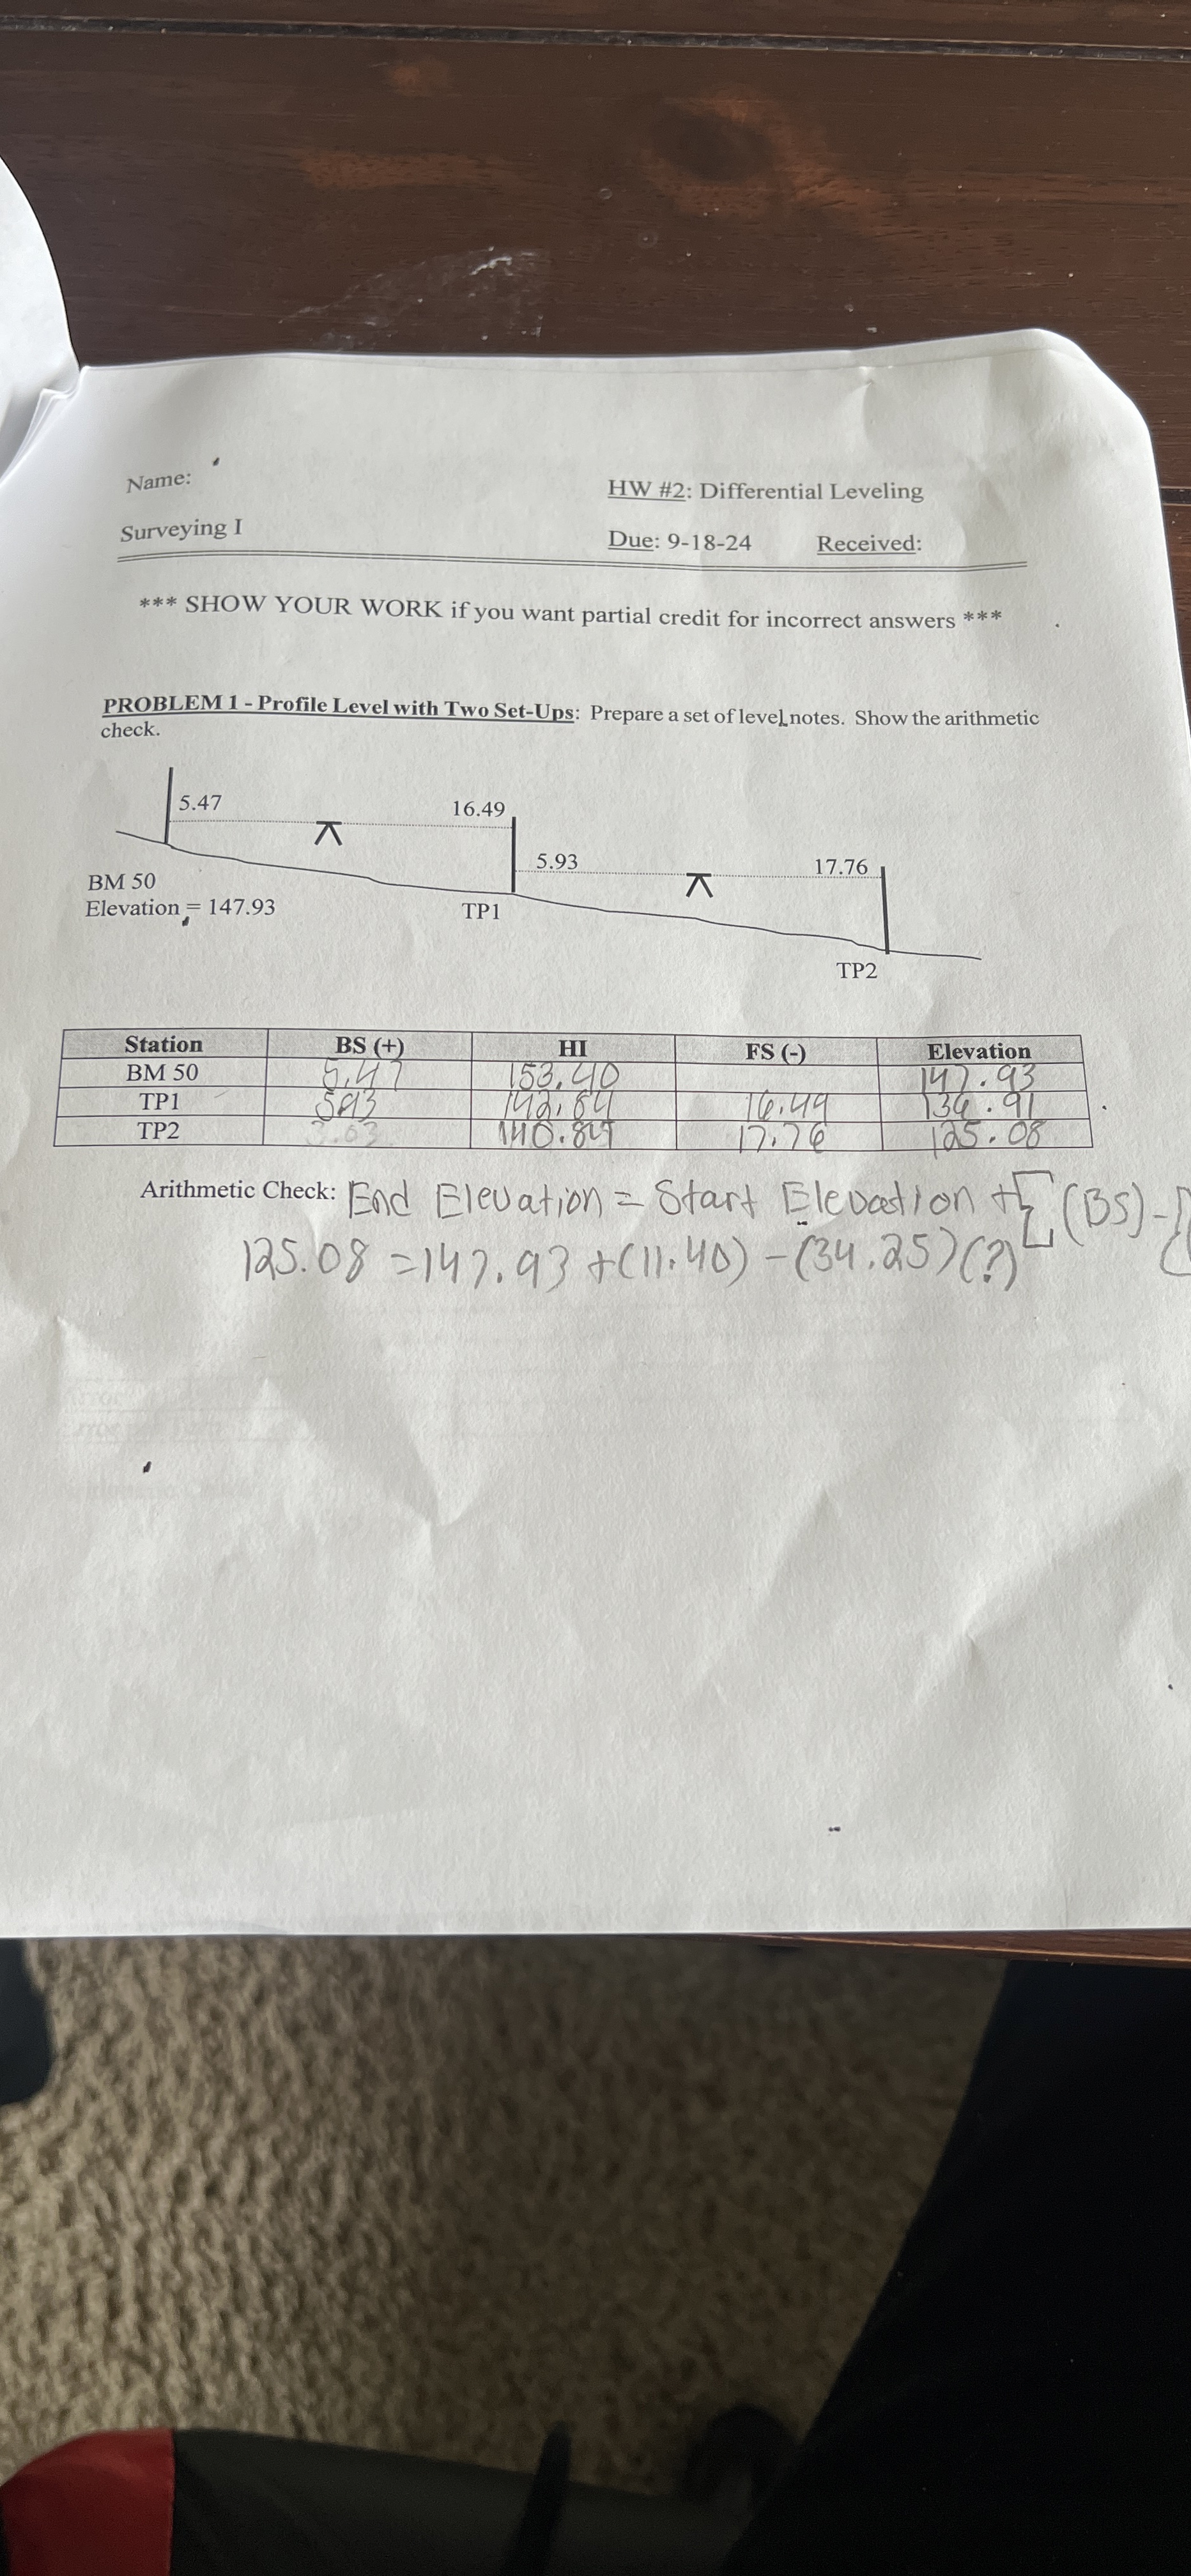 Name:
HW #2: Differential Leveling
Surveying I
Due: 9-18-24 Received:
*** SHOW YOUR WORK if you want partial credit for incorrect answers ***
PROBLEM 1 - Profile Level with Two Set-Ups: Prepare a set of level notes. Show the arithmetic
check.
5.47
16.49
5.93
17.76
BM 50
Elevation = 147.93
TP1
TP2
Station BS (+) HI FS (-) Elevation
BM 50 5.47 153.40 147.93
TP1 5.93 142.84 16.49 136.91
TP2 140.84 17.76 125.08
Arithmetic Check: End Elevation = Start Elevation + Σ(BS) -
125.08 = 147.93 + (11.40) - (34.25) (?)